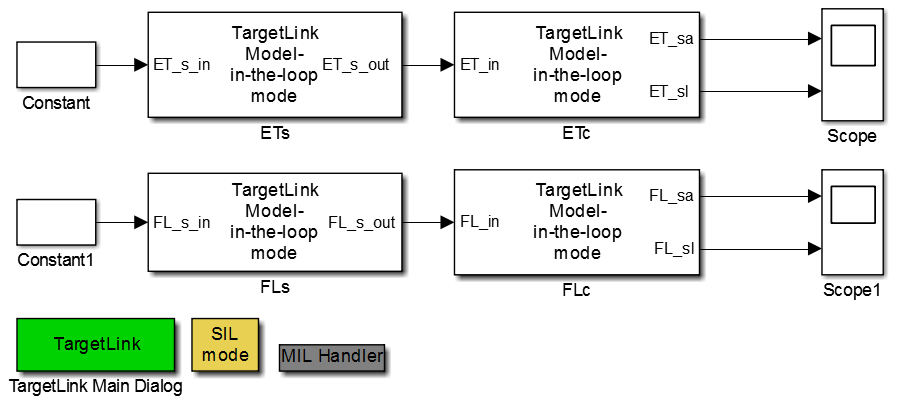 Constant
ET_s_in
TargetLink
Model-
in-the-loop
mode
ET_s_out
ETs
ET_in
TargetLink
Model-
in-the-loop
mode
ET_sa
ET_sl
ETc
Scope
Constant1
FL_s_in
TargetLink
Model-
in-the-loop
mode
FL_s_out
FLs
FL_in
TargetLink
Model-
in-the-loop
mode
FL_sa
FL_sl
FLc
Scope1
TargetLink
TargetLink Main Dialog
SIL
mode
MIL Handler